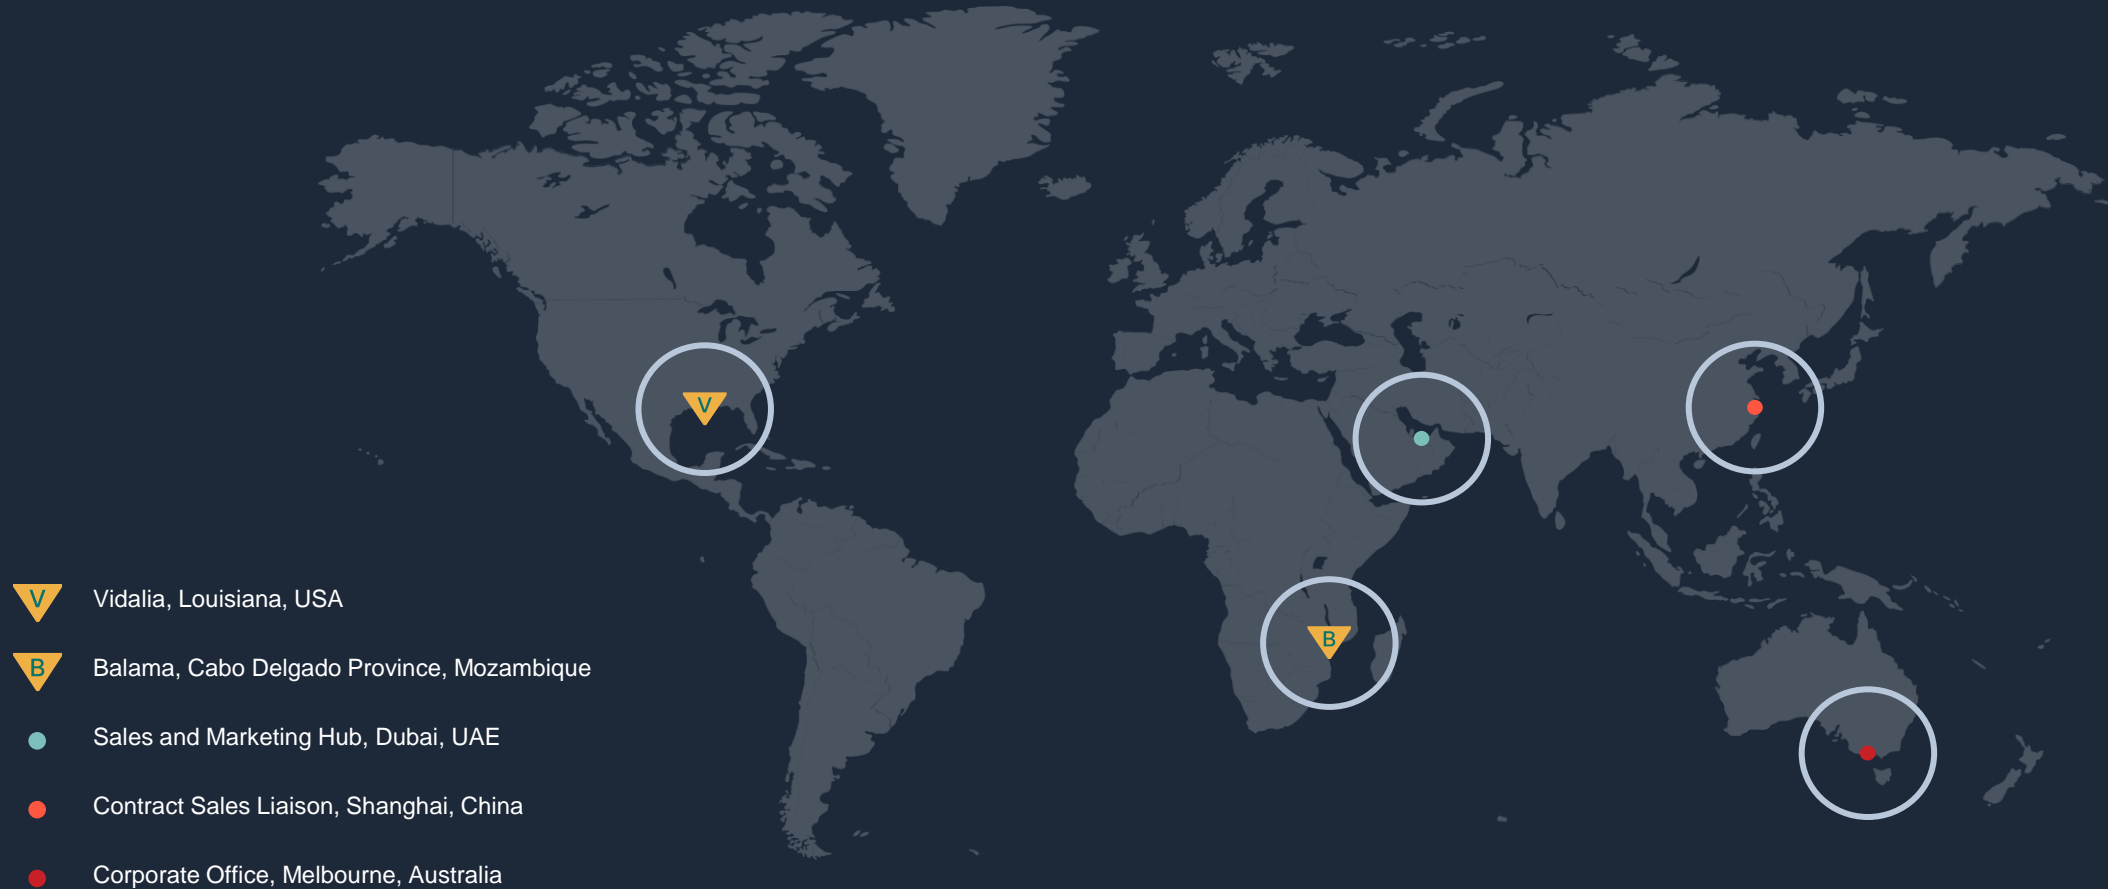 V
B
V Vidalia, Louisiana, USA
B Balama, Cabo Delgado Province, Mozambique
Sales and Marketing Hub, Dubai, UAE
Contract Sales Liaison, Shanghai, China
Corporate Office, Melbourne, Australia